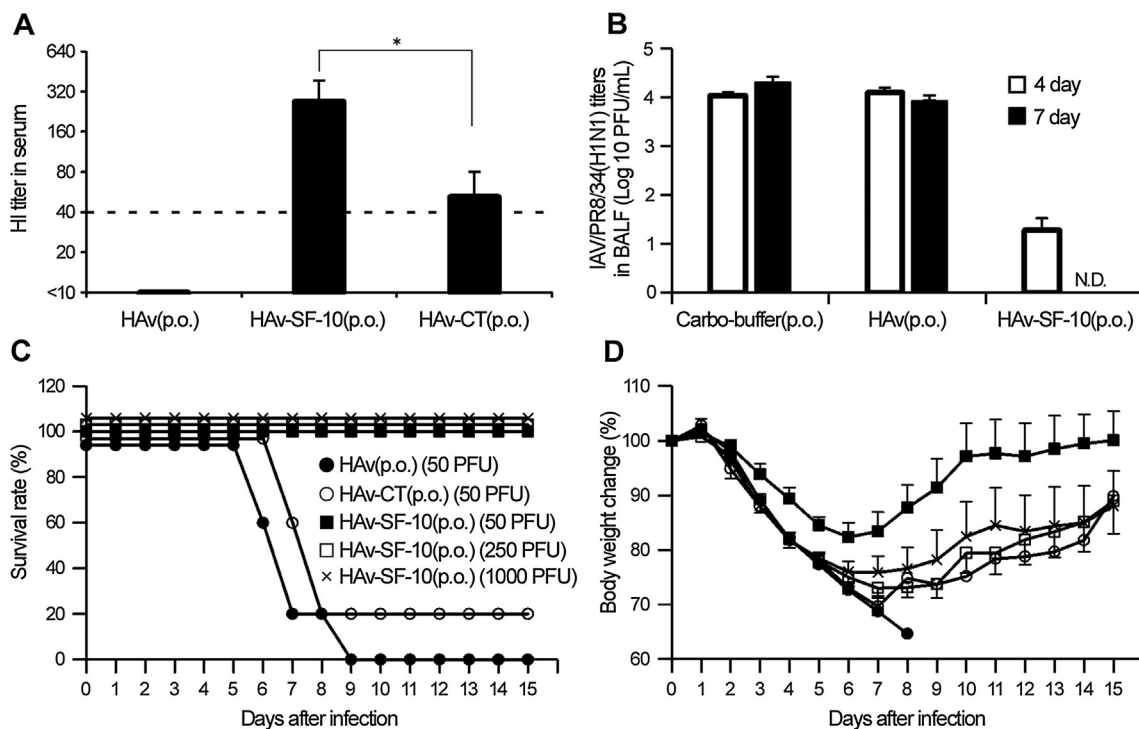 A
HI titer in serum
640
320
160
80
40
20
<10
*
HAv(p.o.)
HAv-SF-10(p.o.)
HAv-CT(p.o.)
B
IAV/PR8/34(H1N1) titers
in BALF (Log 10 PFU/mL)
5
4
3
2
1
0
4 day
7 day
N.D.
Carbo-buffer(p.o.)
HAv(p.o.)
HAv-SF-10(p.o.)
C
Survival rate (%)
120
100
80
60
40
20
0
HAv(p.o.) (50 PFU)
HAv-CT(p.o.) (50 PFU)
HAv-SF-10(p.o.) (50 PFU)
HAv-SF-10(p.o.) (250 PFU)
HAv-SF-10(p.o.) (1000 PFU)
0 1 2 3 4 5 6 7 8 9 10 11 12 13 14 15
Days after infection
D
Body weight change (%)
110
100
90
80
70
60
0 1 2 3 4 5 6 7 8 9 10 11 12 13 14 15
Days after infection